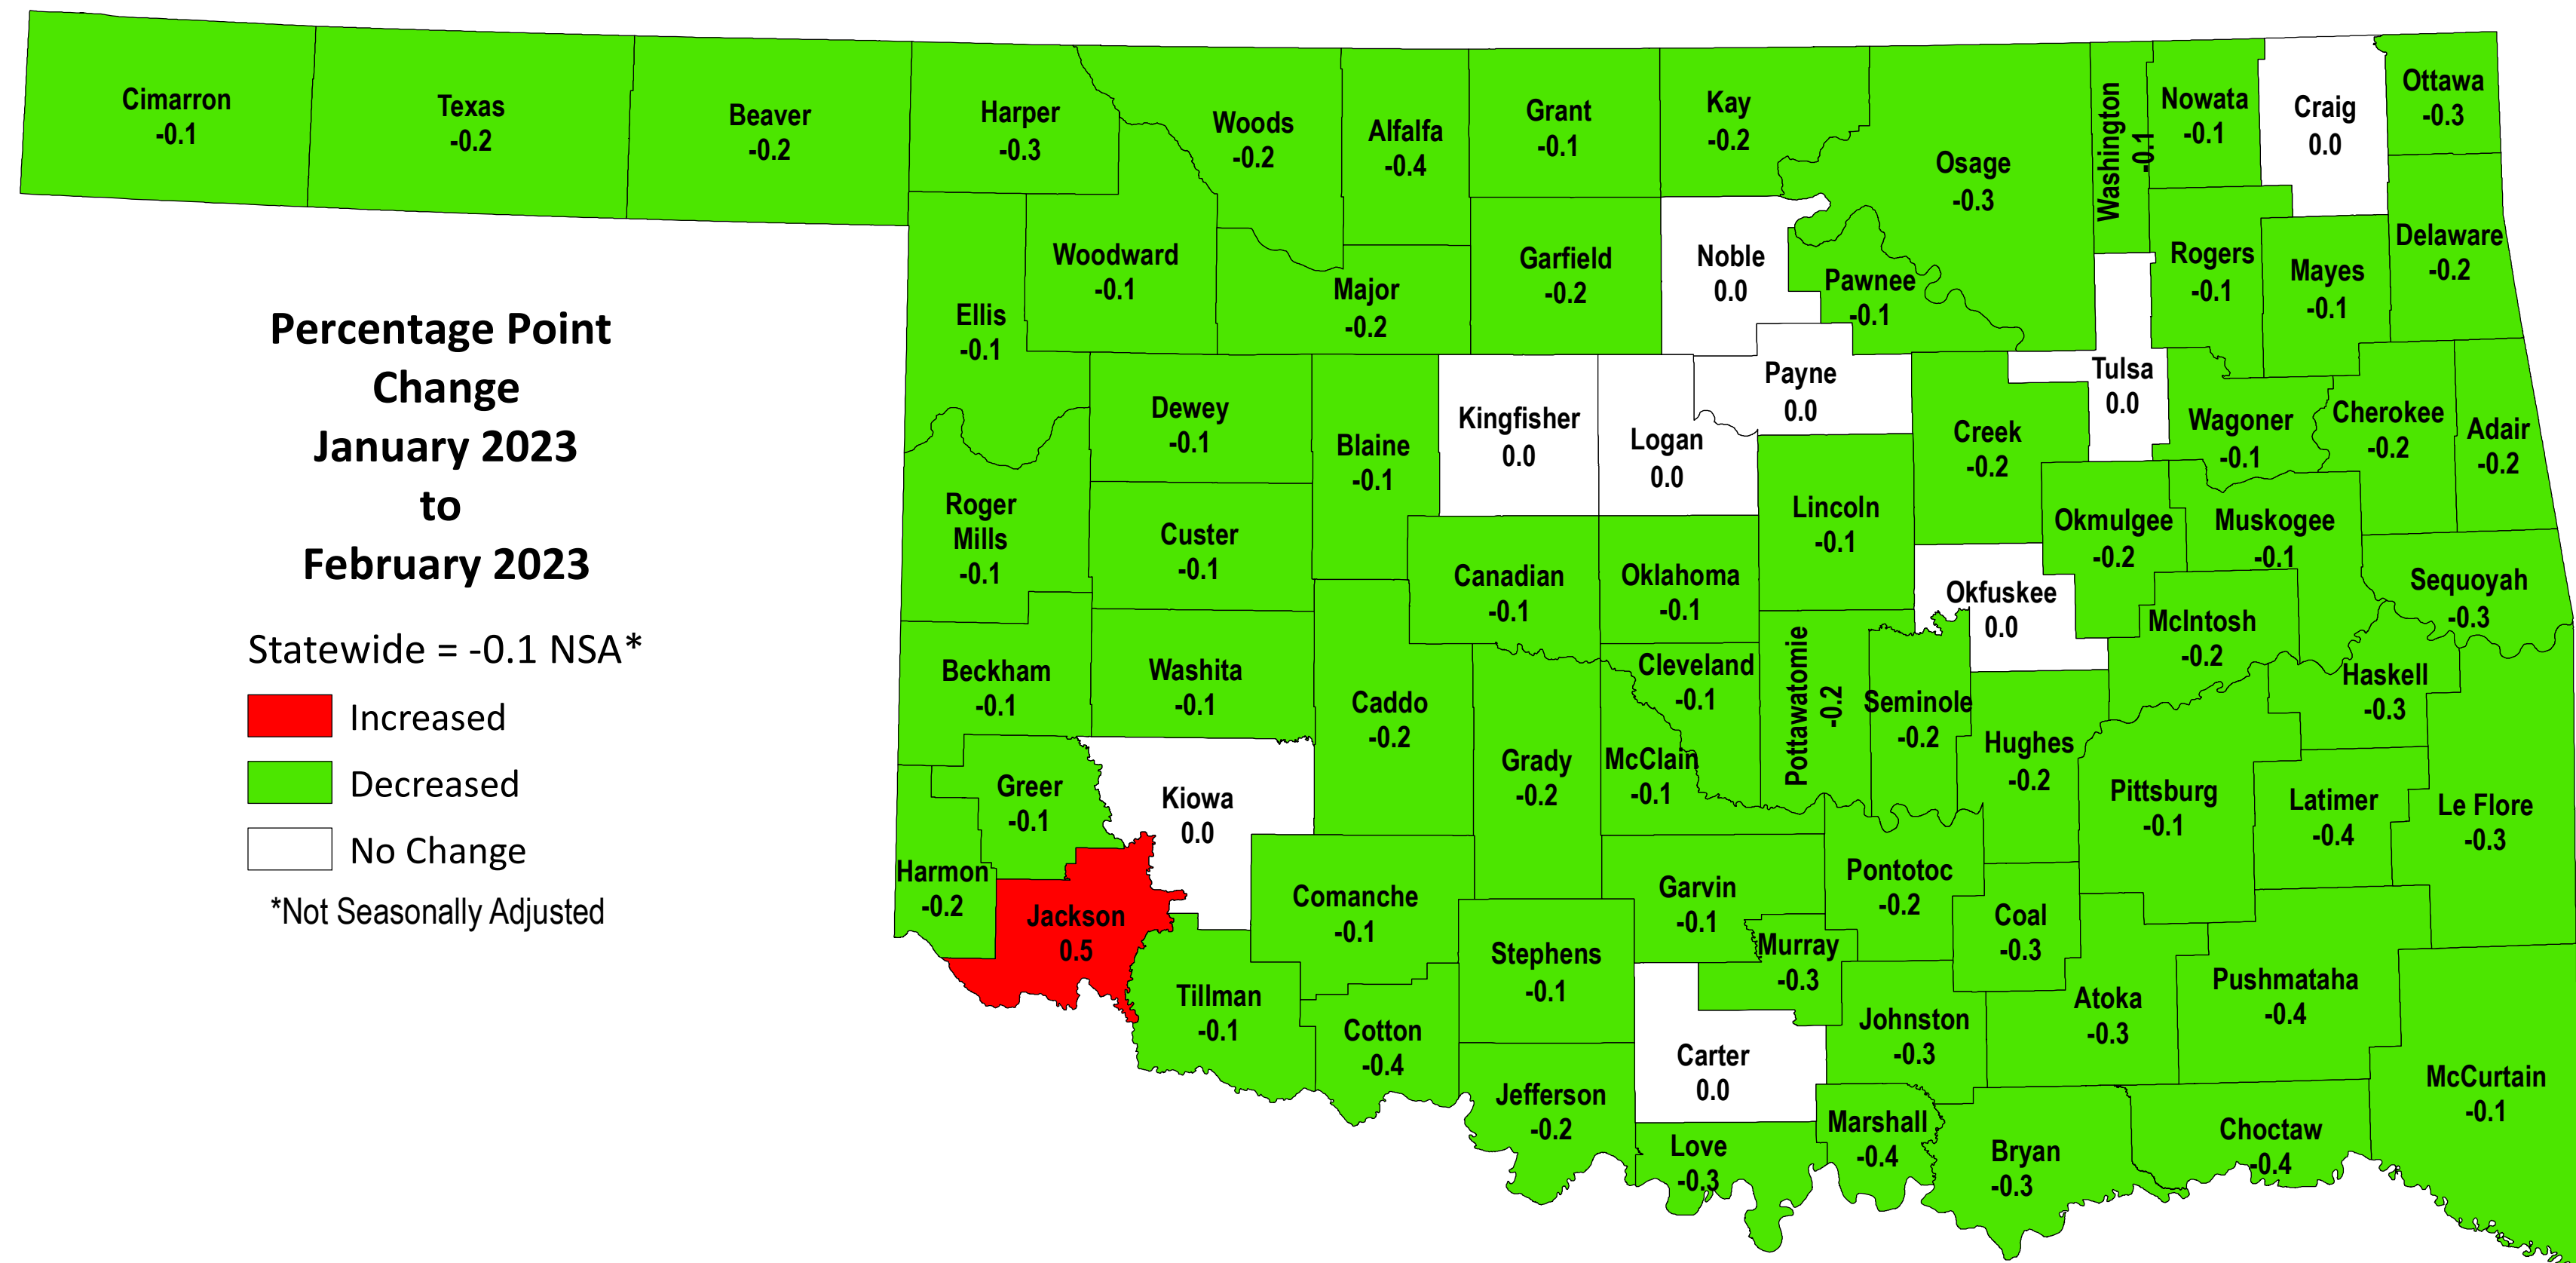 Cimarron
-0.1
Texas
-0.2
Beaver
-0.2
Harper
-0.3
Woods
-0.2
Alfalfa
-0.4
Grant
-0.1
Kay
-0.2
Osage
-0.3
Washington
-0.1
Nowata
-0.1
Craig
0.0
Ottawa
-0.3
Woodward
-0.1
Ellis
-0.1
Major
-0.2
Garfield
-0.2
Noble
0.0
Pawnee
-0.1
Rogers
-0.1
Mayes
-0.1
Delaware
-0.2
Percentage Point
Change
January 2023
to
February 2023
Statewide = -0.1 NSA*
Increased
Decreased
No Change
*Not Seasonally Adjusted
Dewey
-0.1
Blaine
-0.1
Kingfisher
0.0
Logan
0.0
Payne
0.0
Creek
-0.2
Tulsa
0.0
Wagoner
-0.1
Cherokee
-0.2
Adair
-0.2
Roger
Mills
-0.1
Custer
-0.1
Canadian
-0.1
Oklahoma
-0.1
Lincoln
-0.1
Okfuskee
0.0
Okmulgee
-0.2
Muskogee
-0.1
McIntosh
-0.2
Sequoyah
-0.3
Beckham
-0.1
Washita
-0.1
Caddo
-0.2
Grady
-0.2
Cleveland
-0.1
McClain
-0.1
Pottawatomie
-0.2
Seminole
-0.2
Hughes
-0.2
Pittsburg
-0.1
Haskell
-0.3
Latimer
-0.4
Le Flore
-0.3
Greer
-0.1
Kiowa
0.0
Harmon
-0.2
Jackson
0.5
Comanche
-0.1
Garvin
-0.1
Pontotoc
-0.2
Coal
-0.3
Stephens
-0.1
Murray
-0.3
Tillman
-0.1
Cotton
-0.4
Johnston
-0.3
Atoka
-0.3
Pushmataha
-0.4
Carter
0.0
Jefferson
-0.2
Love
-0.3
Marshall
-0.4
Bryan
-0.3
Choctaw
-0.4
McCurtain
-0.1